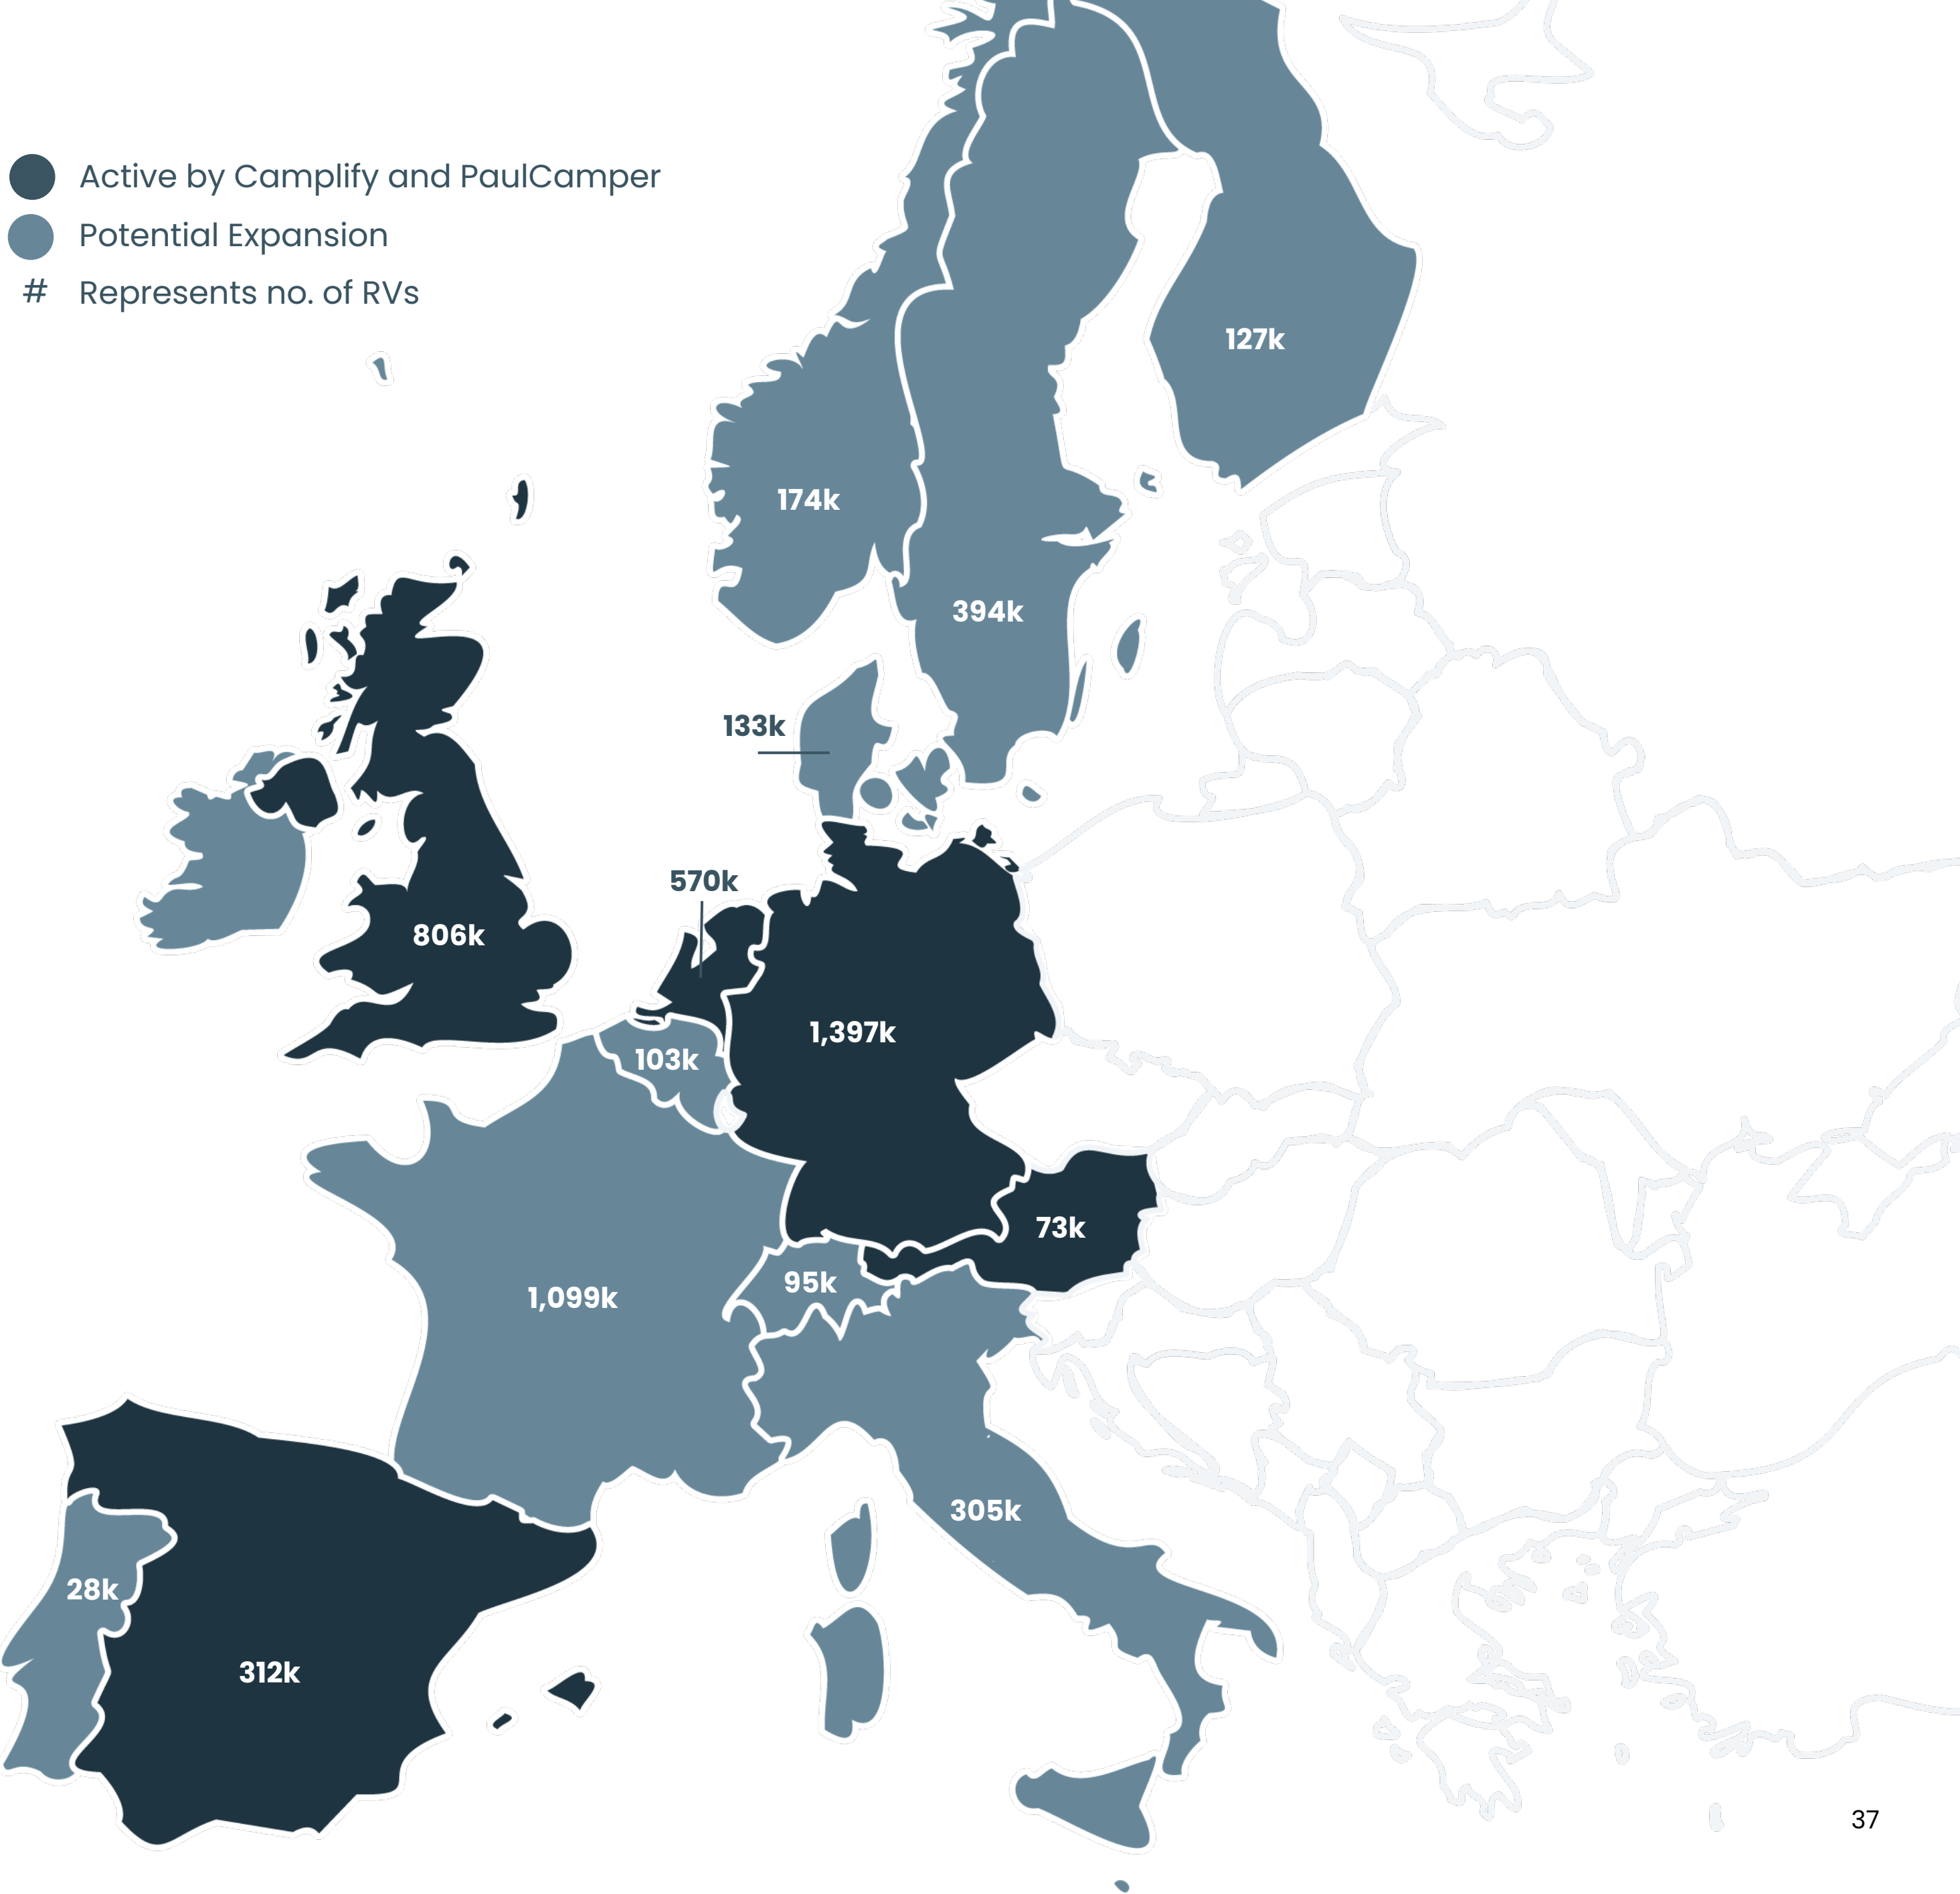 Active by Camplify and PaulCamper
Potential Expansion
# Represents no. of RVs
127k
174k
394k
133k
570k
806k
1,397k
103k
73k
95k
1,099k
305k
28k
312k
37